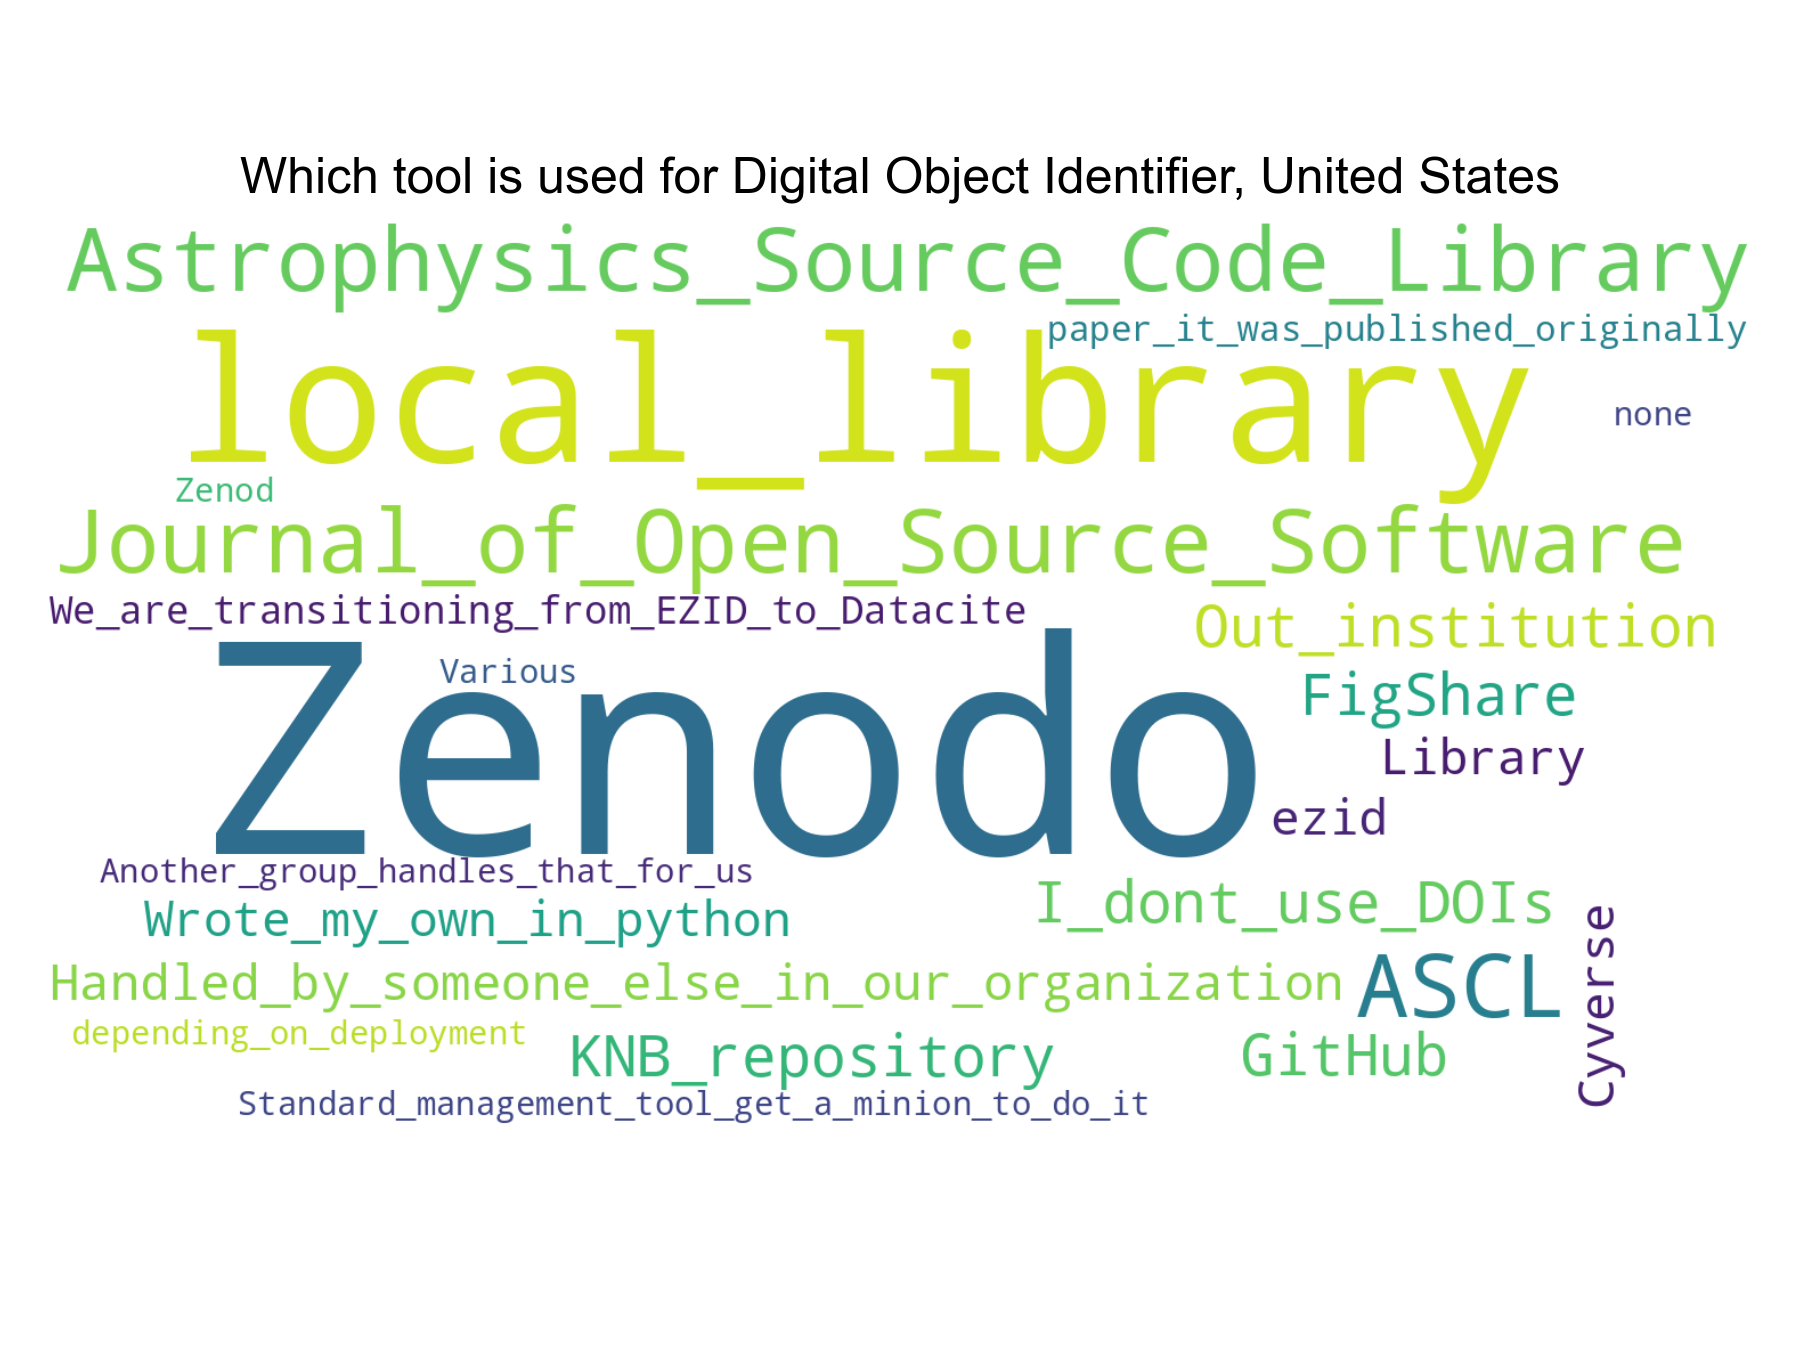 Which tool is used for Digital Object Identifier, United States
Astrophysics_Source_Code_Library
paper_it_was_published_originally
local_library
none
Zenod
Journal_of_Open_Source_Software
We_are_transitioning_from_EZID_to_Datacite
Out_institution
Various
Zenodo
FigShare
Library
ezid
Another_group_handles_that_for_us
I_dont_use_DOIs
Wrote_my_own_in_python
Cyverse
Handled_by_someone_else_in_our_organization
ASCL
depending_on_deployment
KNB_repository
GitHub
Standard_management_tool_get_a_minion_to_do_it